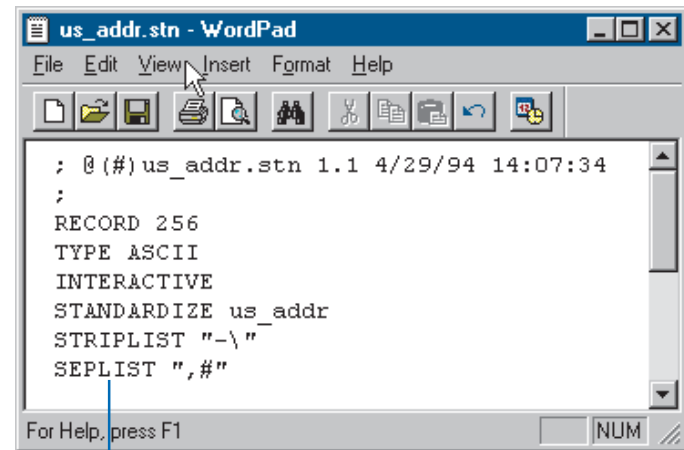 us_addr.stn - WordPad
File Edit View Insert Format Help
; @(#)us_addr.stn 1.1 4/29/94 14:07:34
;
RECORD 256
TYPE ASCII
INTERACTIVE
STANDARDIZE us_addr
STRIPLIST "-\"
SEPLIST ",#"
For Help, press F1 NUM